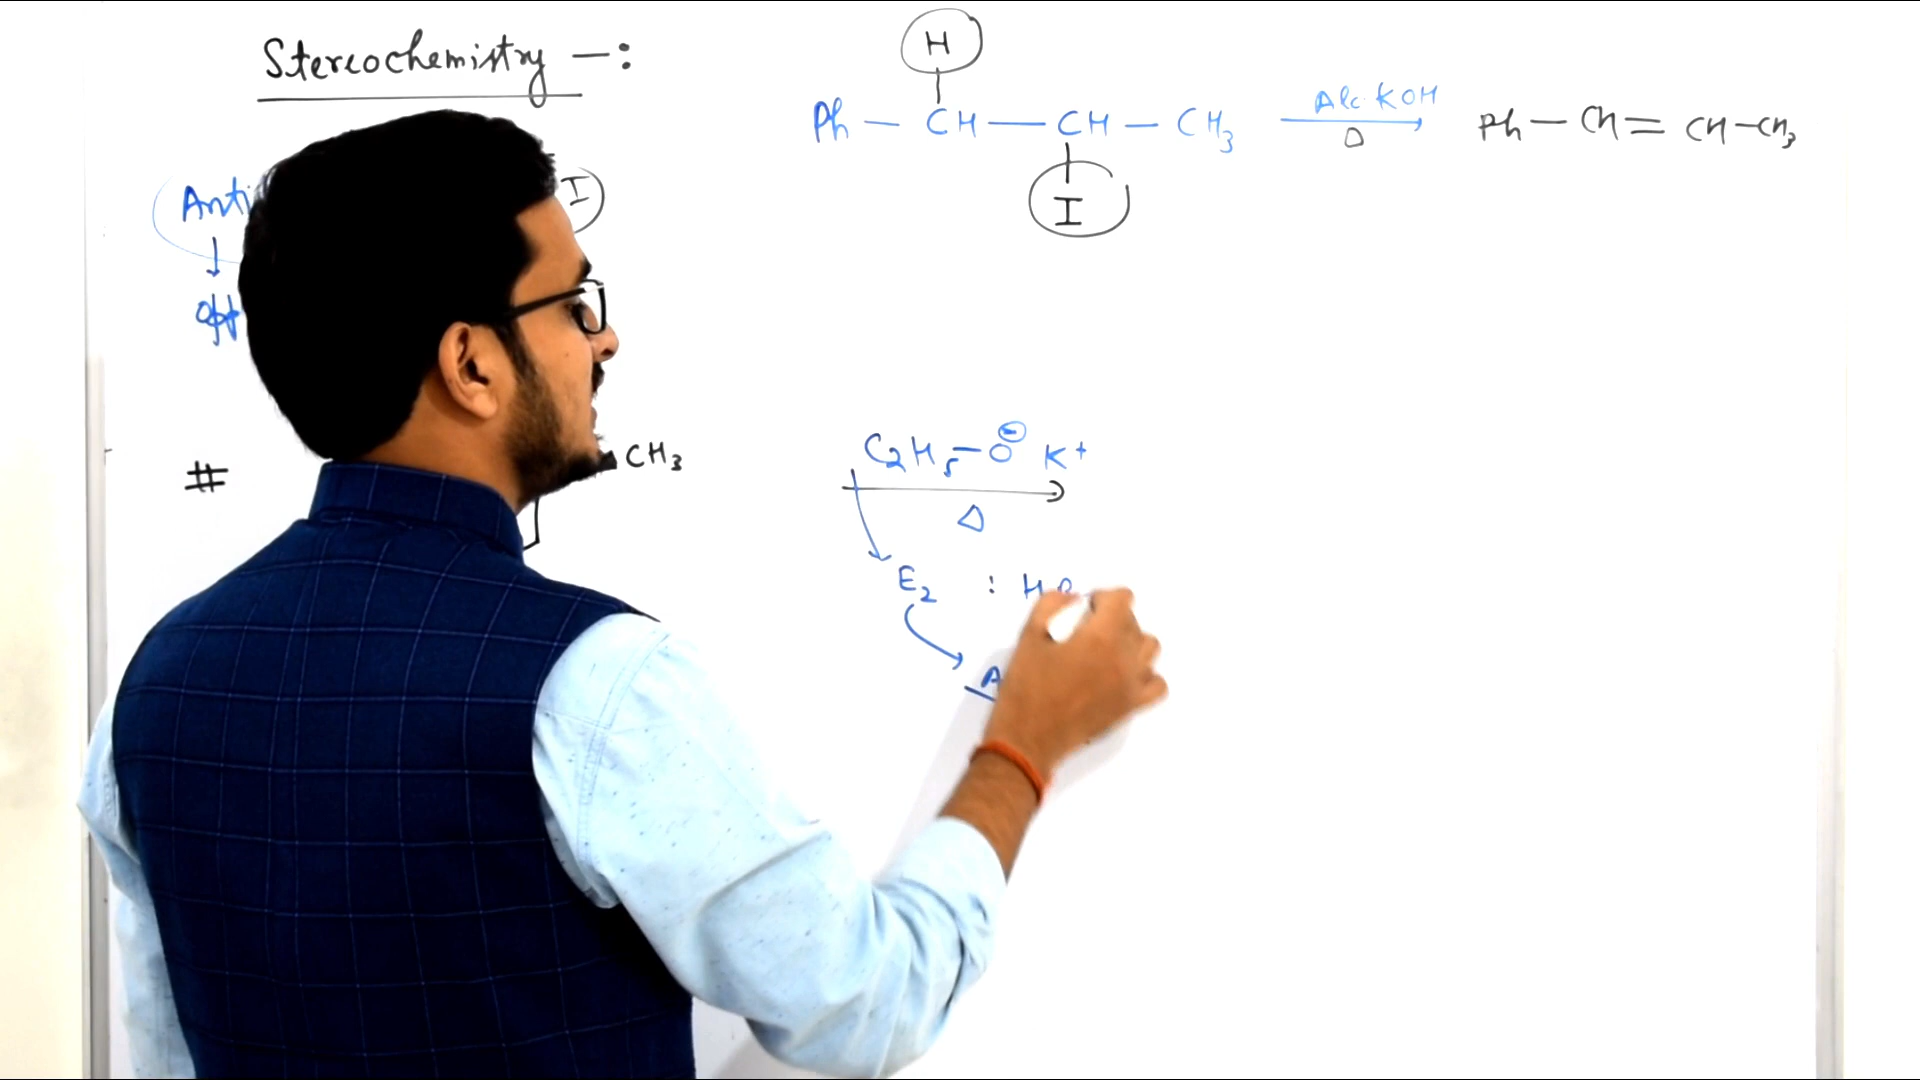 Stereochemistry -:
H
Ph — CH — CH — CH3 Alc. KOH Ph — CH = CH — CH3
Δ
I
Anti
I
C2H5 — O⊖ K+
CH3
#
Δ
E2 :